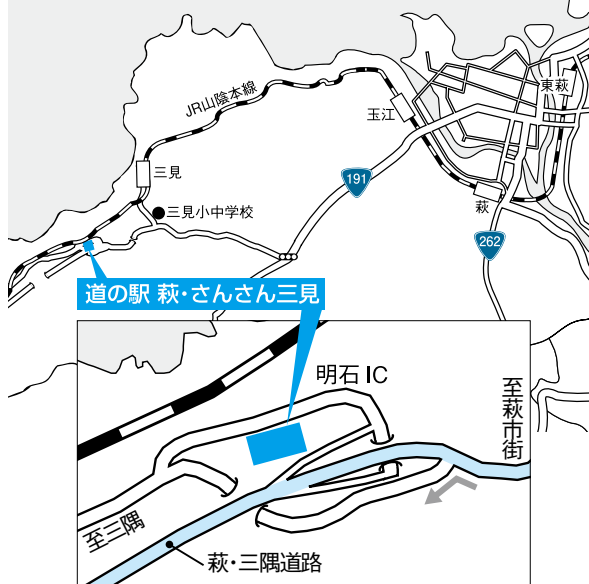 JR山陰本線
東萩
玉江
三見
191
三見小中学校
萩
262
道の駅 萩・さんさん三見
明石IC
至萩市街
至三隅
萩・三隅道路